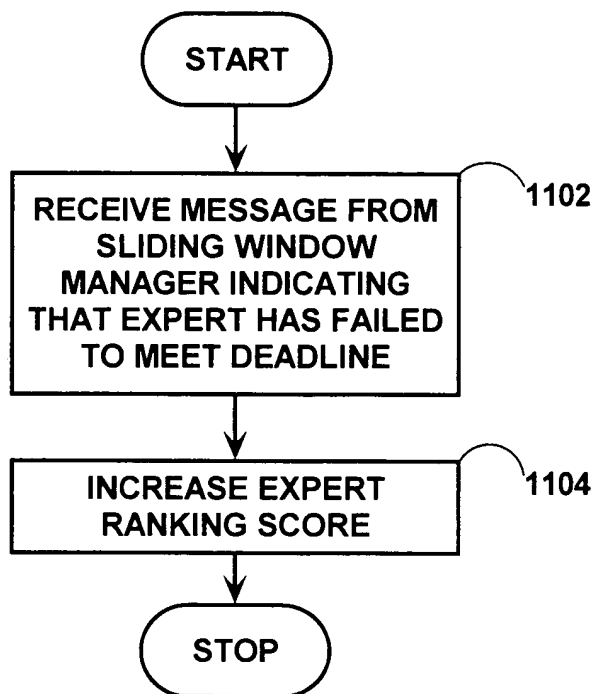 START
1102
RECEIVE MESSAGE FROM
SLIDING WINDOW
MANAGER INDICATING
THAT EXPERT HAS FAILED
TO MEET DEADLINE
1104
INCREASE EXPERT
RANKING SCORE
STOP